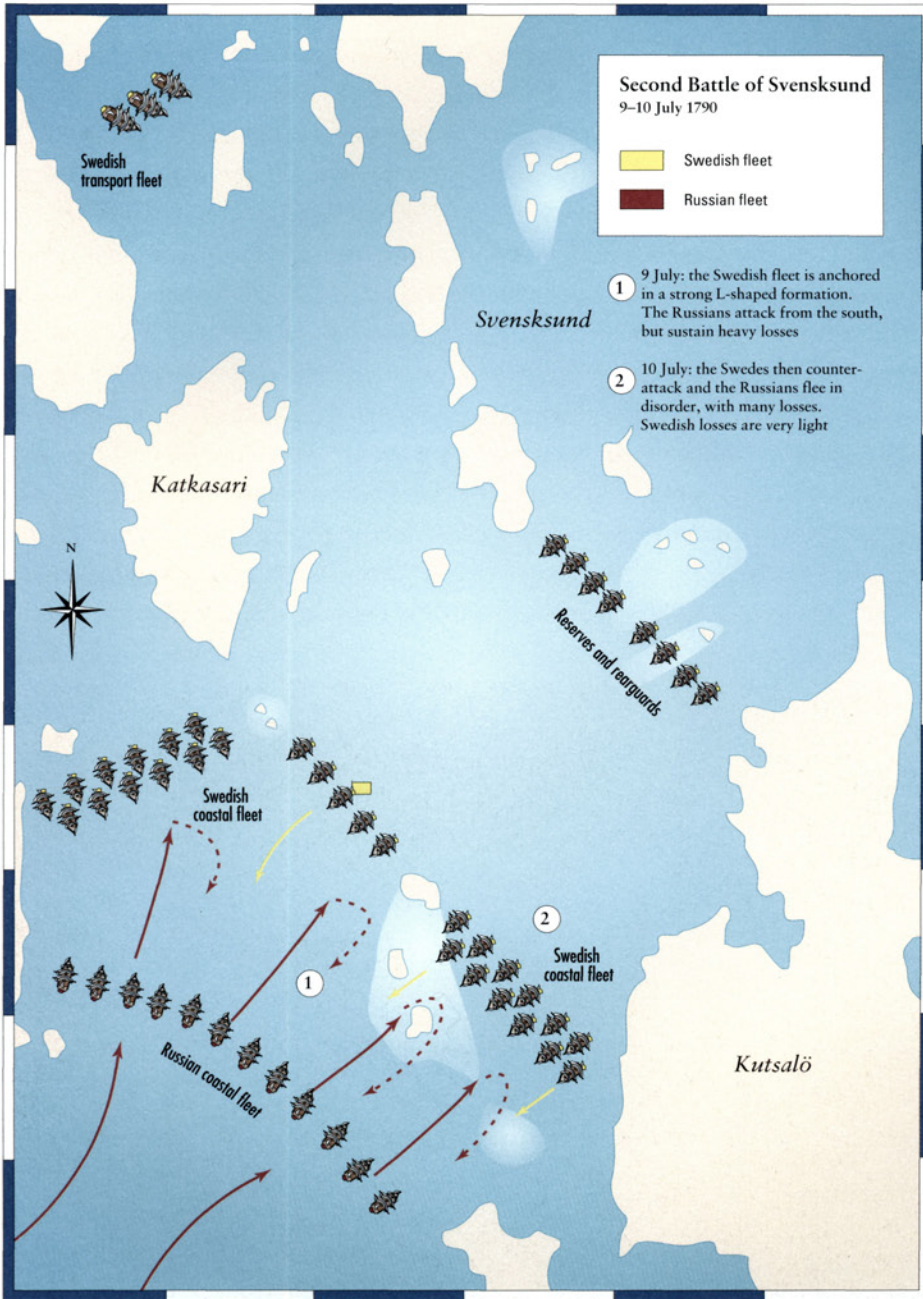 Second Battle of Svensksund
9–10 July 1790
Swedish fleet
Russian fleet
1
9 July: the Swedish fleet is anchored
in a strong L-shaped formation.
The Russians attack from the south,
but sustain heavy losses
2
10 July: the Swedes then counter-
attack and the Russians flee in
disorder, with many losses.
Swedish losses are very light
Swedish
transport fleet
Svensksund
Katkasari
N
Reserves and rearguards
Swedish
coastal fleet
2
Swedish
coastal fleet
1
Russian coastal fleet
Kutsalö